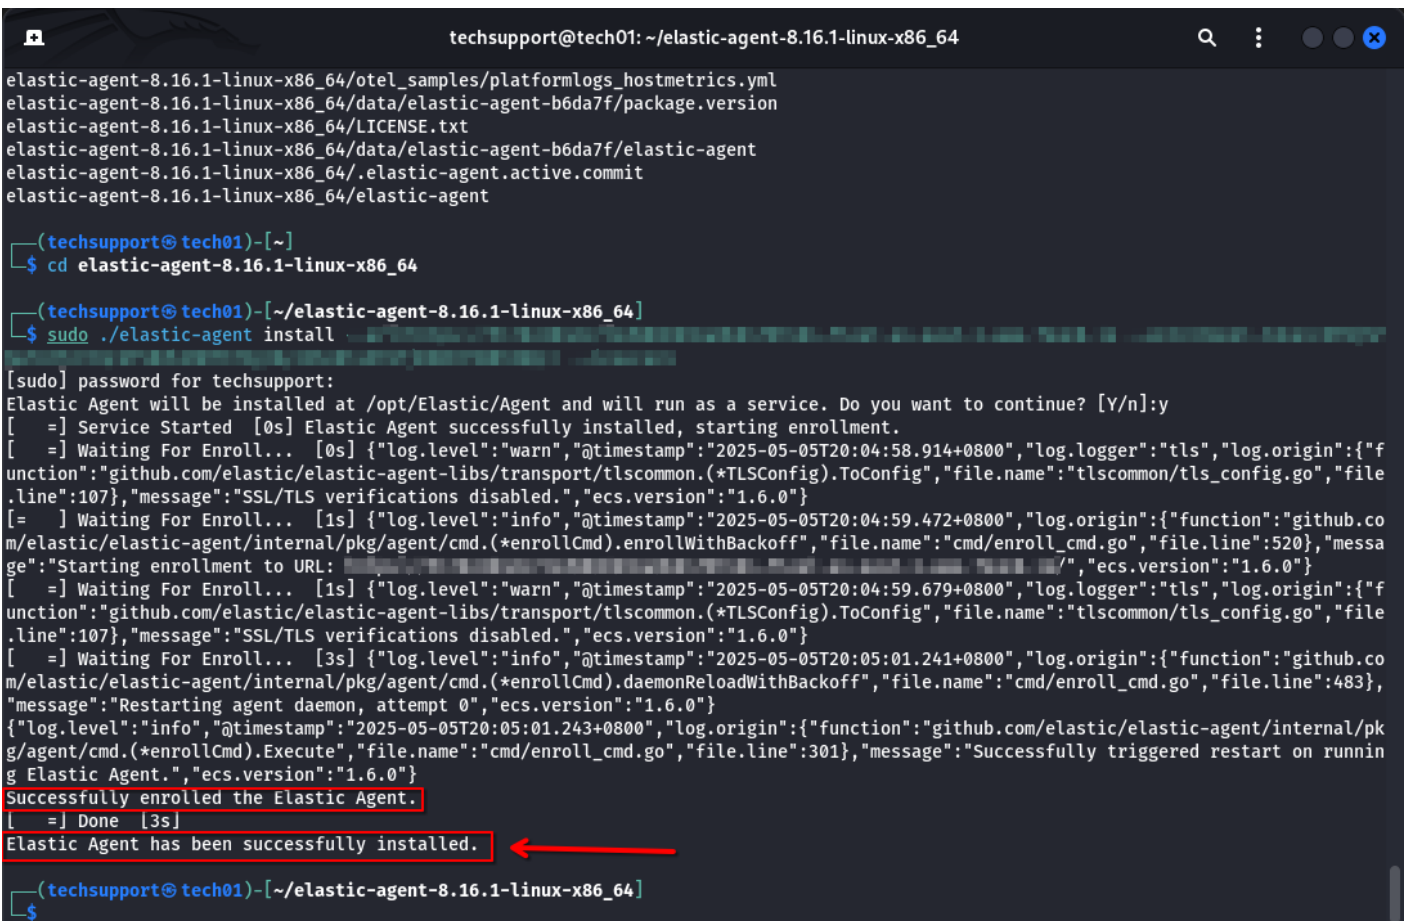 techsupport@tech01: ~/elastic-agent-8.16.1-linux-x86_64
elastic-agent-8.16.1-linux-x86_64/otel_samples/platformlogs_hostmetrics.yml
elastic-agent-8.16.1-linux-x86_64/data/elastic-agent-b6da7f/package.version
elastic-agent-8.16.1-linux-x86_64/LICENSE.txt
elastic-agent-8.16.1-linux-x86_64/data/elastic-agent-b6da7f/elastic-agent
elastic-agent-8.16.1-linux-x86_64/.elastic-agent.active.commit
elastic-agent-8.16.1-linux-x86_64/elastic-agent
┌──(techsupport㉿tech01)-[~]
└─$ cd elastic-agent-8.16.1-linux-x86_64
┌──(techsupport㉿tech01)-[~/elastic-agent-8.16.1-linux-x86_64]
└─$ sudo ./elastic-agent install
[sudo] password for techsupport:
Elastic Agent will be installed at /opt/Elastic/Agent and will run as a service. Do you want to continue? [Y/n]:y
[   =] Service Started  [0s] Elastic Agent successfully installed, starting enrollment.
[   =] Waiting For Enroll...  [0s] {"log.level":"warn","@timestamp":"2025-05-05T20:04:58.914+0800","log.logger":"tls","log.origin":{"f
unction":"github.com/elastic/elastic-agent-libs/transport/tlscommon.(*TLSConfig).ToConfig","file.name":"tlscommon/tls_config.go","file
.line":107},"message":"SSL/TLS verifications disabled.","ecs.version":"1.6.0"}
[=   ] Waiting For Enroll...  [1s] {"log.level":"info","@timestamp":"2025-05-05T20:04:59.472+0800","log.origin":{"function":"github.co
m/elastic/elastic-agent/internal/pkg/agent/cmd.(*enrollCmd).enrollWithBackoff","file.name":"cmd/enroll_cmd.go","file.line":520},"messa
ge":"Starting enrollment to URL: /","ecs.version":"1.6.0"}
[   =] Waiting For Enroll...  [1s] {"log.level":"warn","@timestamp":"2025-05-05T20:04:59.679+0800","log.logger":"tls","log.origin":{"f
unction":"github.com/elastic/elastic-agent-libs/transport/tlscommon.(*TLSConfig).ToConfig","file.name":"tlscommon/tls_config.go","file
.line":107},"message":"SSL/TLS verifications disabled.","ecs.version":"1.6.0"}
[   =] Waiting For Enroll...  [3s] {"log.level":"info","@timestamp":"2025-05-05T20:05:01.241+0800","log.origin":{"function":"github.co
m/elastic/elastic-agent/internal/pkg/agent/cmd.(*enrollCmd).daemonReloadWithBackoff","file.name":"cmd/enroll_cmd.go","file.line":483},
"message":"Restarting agent daemon, attempt 0","ecs.version":"1.6.0"}
{"log.level":"info","@timestamp":"2025-05-05T20:05:01.243+0800","log.origin":{"function":"github.com/elastic/elastic-agent/internal/pk
g/agent/cmd.(*enrollCmd).Execute","file.name":"cmd/enroll_cmd.go","file.line":301},"message":"Successfully triggered restart on runnin
g Elastic Agent.","ecs.version":"1.6.0"}
Successfully enrolled the Elastic Agent.
[   =] Done  [3s]
Elastic Agent has been successfully installed.
┌──(techsupport㉿tech01)-[~/elastic-agent-8.16.1-linux-x86_64]
└─$